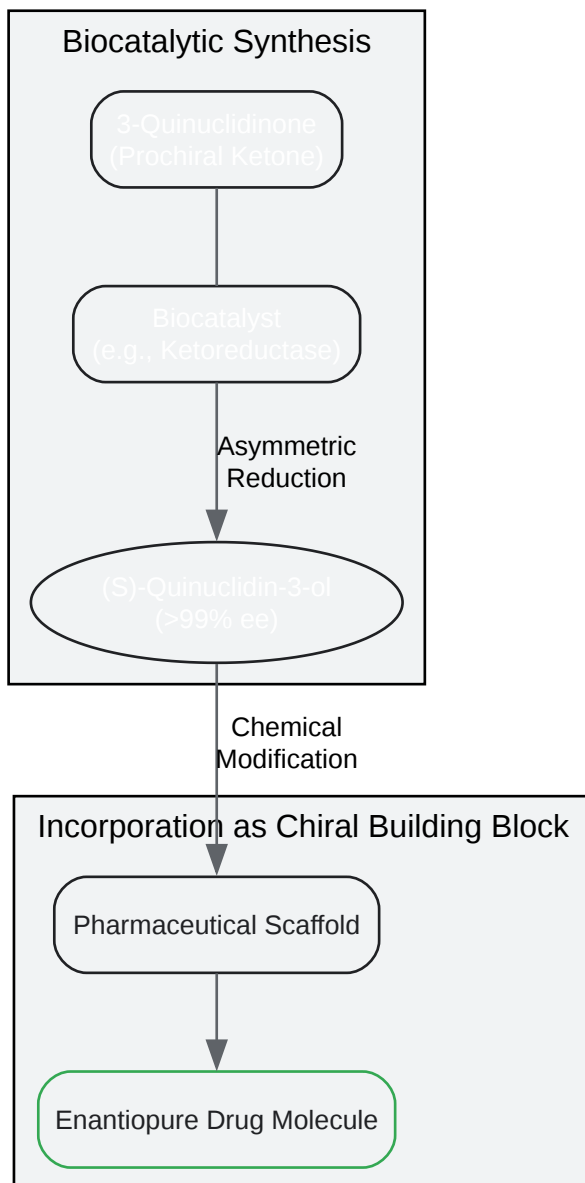 Biocatalytic Synthesis
3-Quinuclidinone
(Prochiral Ketone)
Biocatalyst
(e.g., Ketoreductase)
Asymmetric
Reduction
(S)-Quinuclidin-3-ol
(>99% ee)
Chemical
Modification
Incorporation as Chiral Building Block
Pharmaceutical Scaffold
Enantiopure Drug Molecule